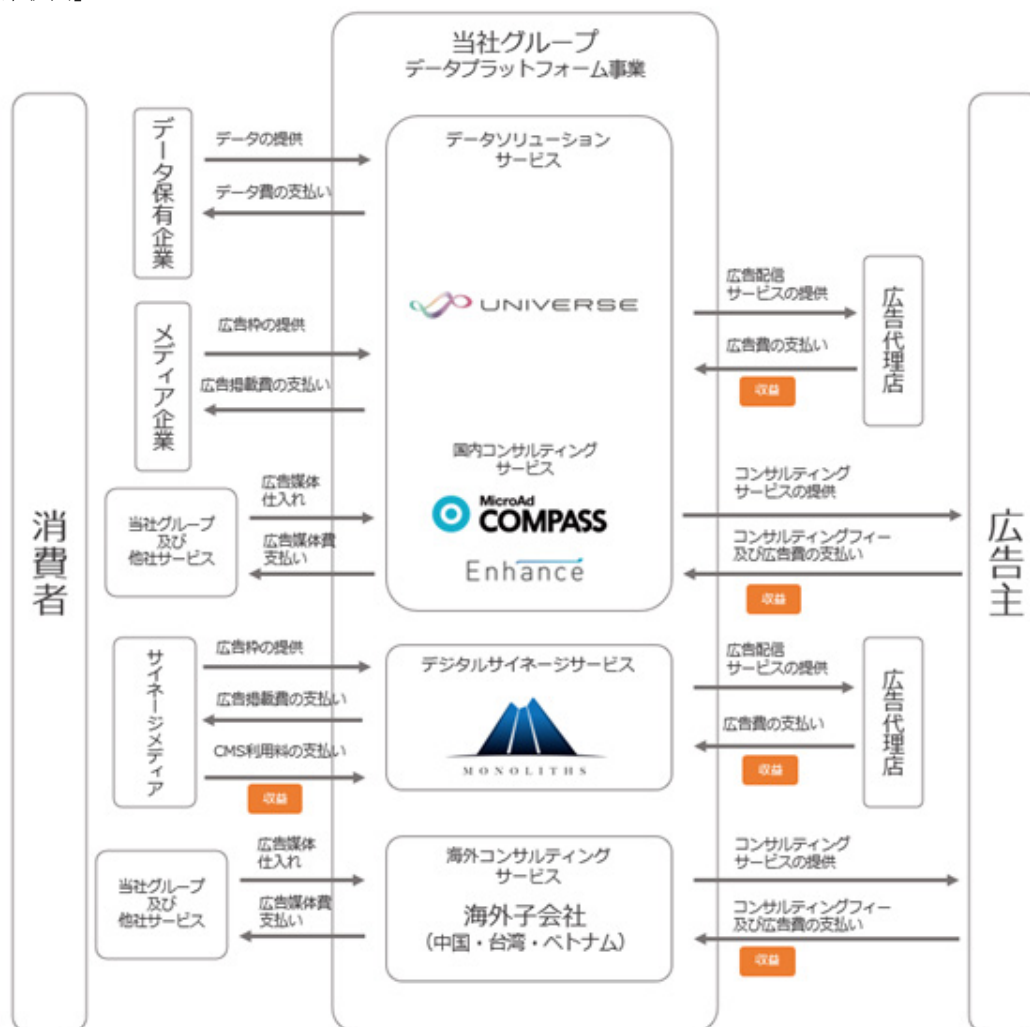 当社グループ
データプラットフォーム事業
消費者
データ保有企業
データの提供
データ費の支払い
データソリューション
サービス
UNIVERSE
広告配信
サービスの提供
広告費の支払い
収益
広告代理店
メディア企業
広告枠の提供
広告掲載費の支払い
当社グループ
及び
他社サービス
広告媒体
仕入れ
広告媒体費
支払い
国内コンサルティング
サービス
MicroAd
COMPASS
Enhance
コンサルティング
サービスの提供
コンサルティングフィー
及び広告費の支払い
収益
広告主
サイネージメディア
広告枠の提供
広告掲載費の支払い
CMS利用料の支払い
収益
デジタルサイネージサービス
MONOLITHS
広告配信
サービスの提供
広告費の支払い
収益
広告代理店
当社グループ
及び
他社サービス
広告媒体
仕入れ
広告媒体費
支払い
海外コンサルティング
サービス
海外子会社
(中国・台湾・ベトナム)
コンサルティング
サービスの提供
コンサルティングフィー
及び広告費の支払い
収益